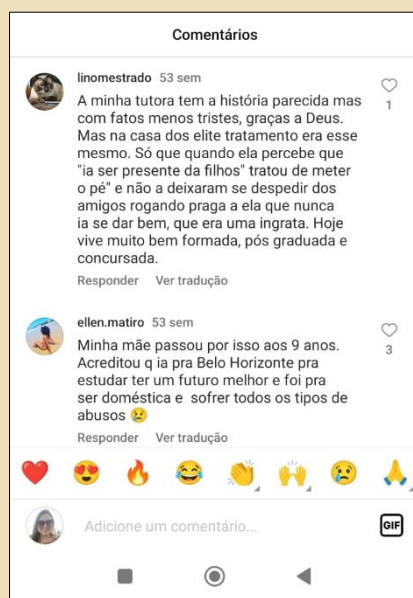 Comentários
linomestrado 53 sem
A minha tutora tem a história parecida mas
com fatos menos tristes, graças a Deus.
Mas na casa dos elite tratamento era esse
mesmo. Só que quando ela percebe que
"ia ser presente da filhos" tratou de meter
o pé" e não a deixaram se despedir dos
amigos rogando praga a ela que nunca
ia se dar bem, que era uma ingrata. Hoje
vive muito bem formada, pós graduada e
concursada.
1
Responder Ver tradução
ellen.matiro 53 sem
Minha mãe passou por isso aos 9 anos.
Acreditou q ia pra Belo Horizonte pra
estudar ter um futuro melhor e foi pra
ser doméstica e sofrer todos os tipos de
abusos 😢
3
Responder Ver tradução
Adicione um comentário...
GIF